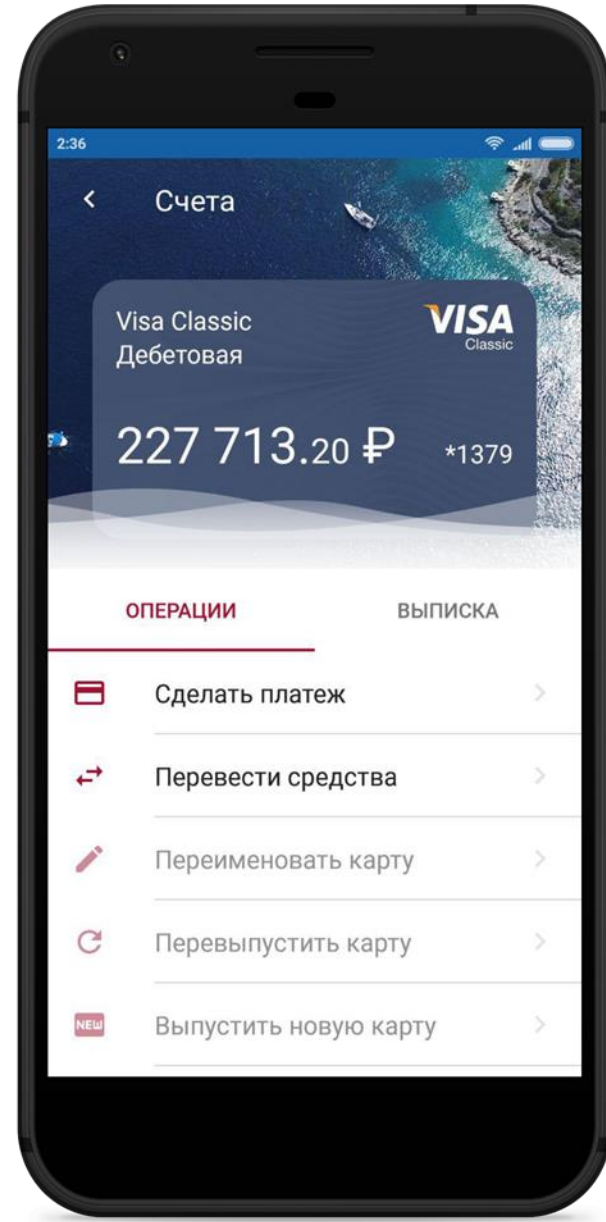 2:36
Счета
Visa Classic
Дебетовая
VISA
Classic
227 713.20 ₽
*1379
ОПЕРАЦИИ
ВЫПИСКА
Сделать платеж
Перевести средства
Переименовать карту
Перевыпустить карту
NEW
Выпустить новую карту